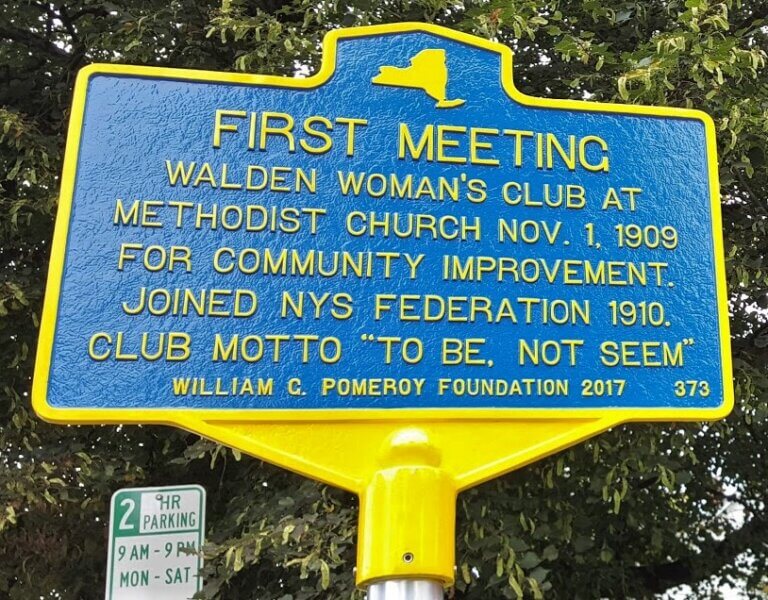 FIRST MEETING
WALDEN WOMAN'S CLUB AT
METHODIST CHURCH NOV. 1, 1909
FOR COMMUNITY IMPROVEMENT.
JOINED NYS FEDERATION 1910.
CLUB MOTTO "TO BE, NOT SEEM"
WILLIAM G. POMEROY FOUNDATION 2017 373
2 HR
PARKING
9 AM - 9 PM
MON - SAT